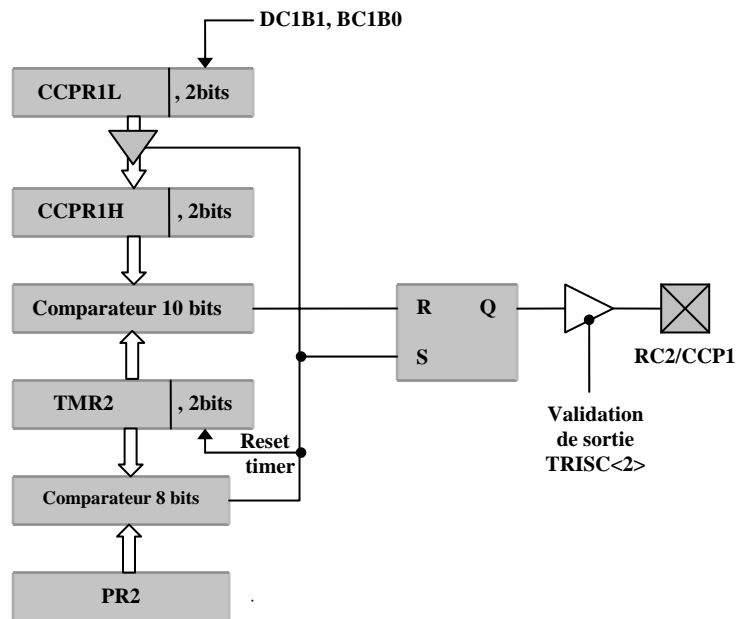 DC1B1, BC1B0
CCPR1L , 2bits
CCPR1H , 2bits
Comparateur 10 bits
R Q
S
RC2/CCP1
TMR2 , 2bits
Reset
timer
Validation
de sortie
TRISC<2>
Comparateur 8 bits
PR2 .